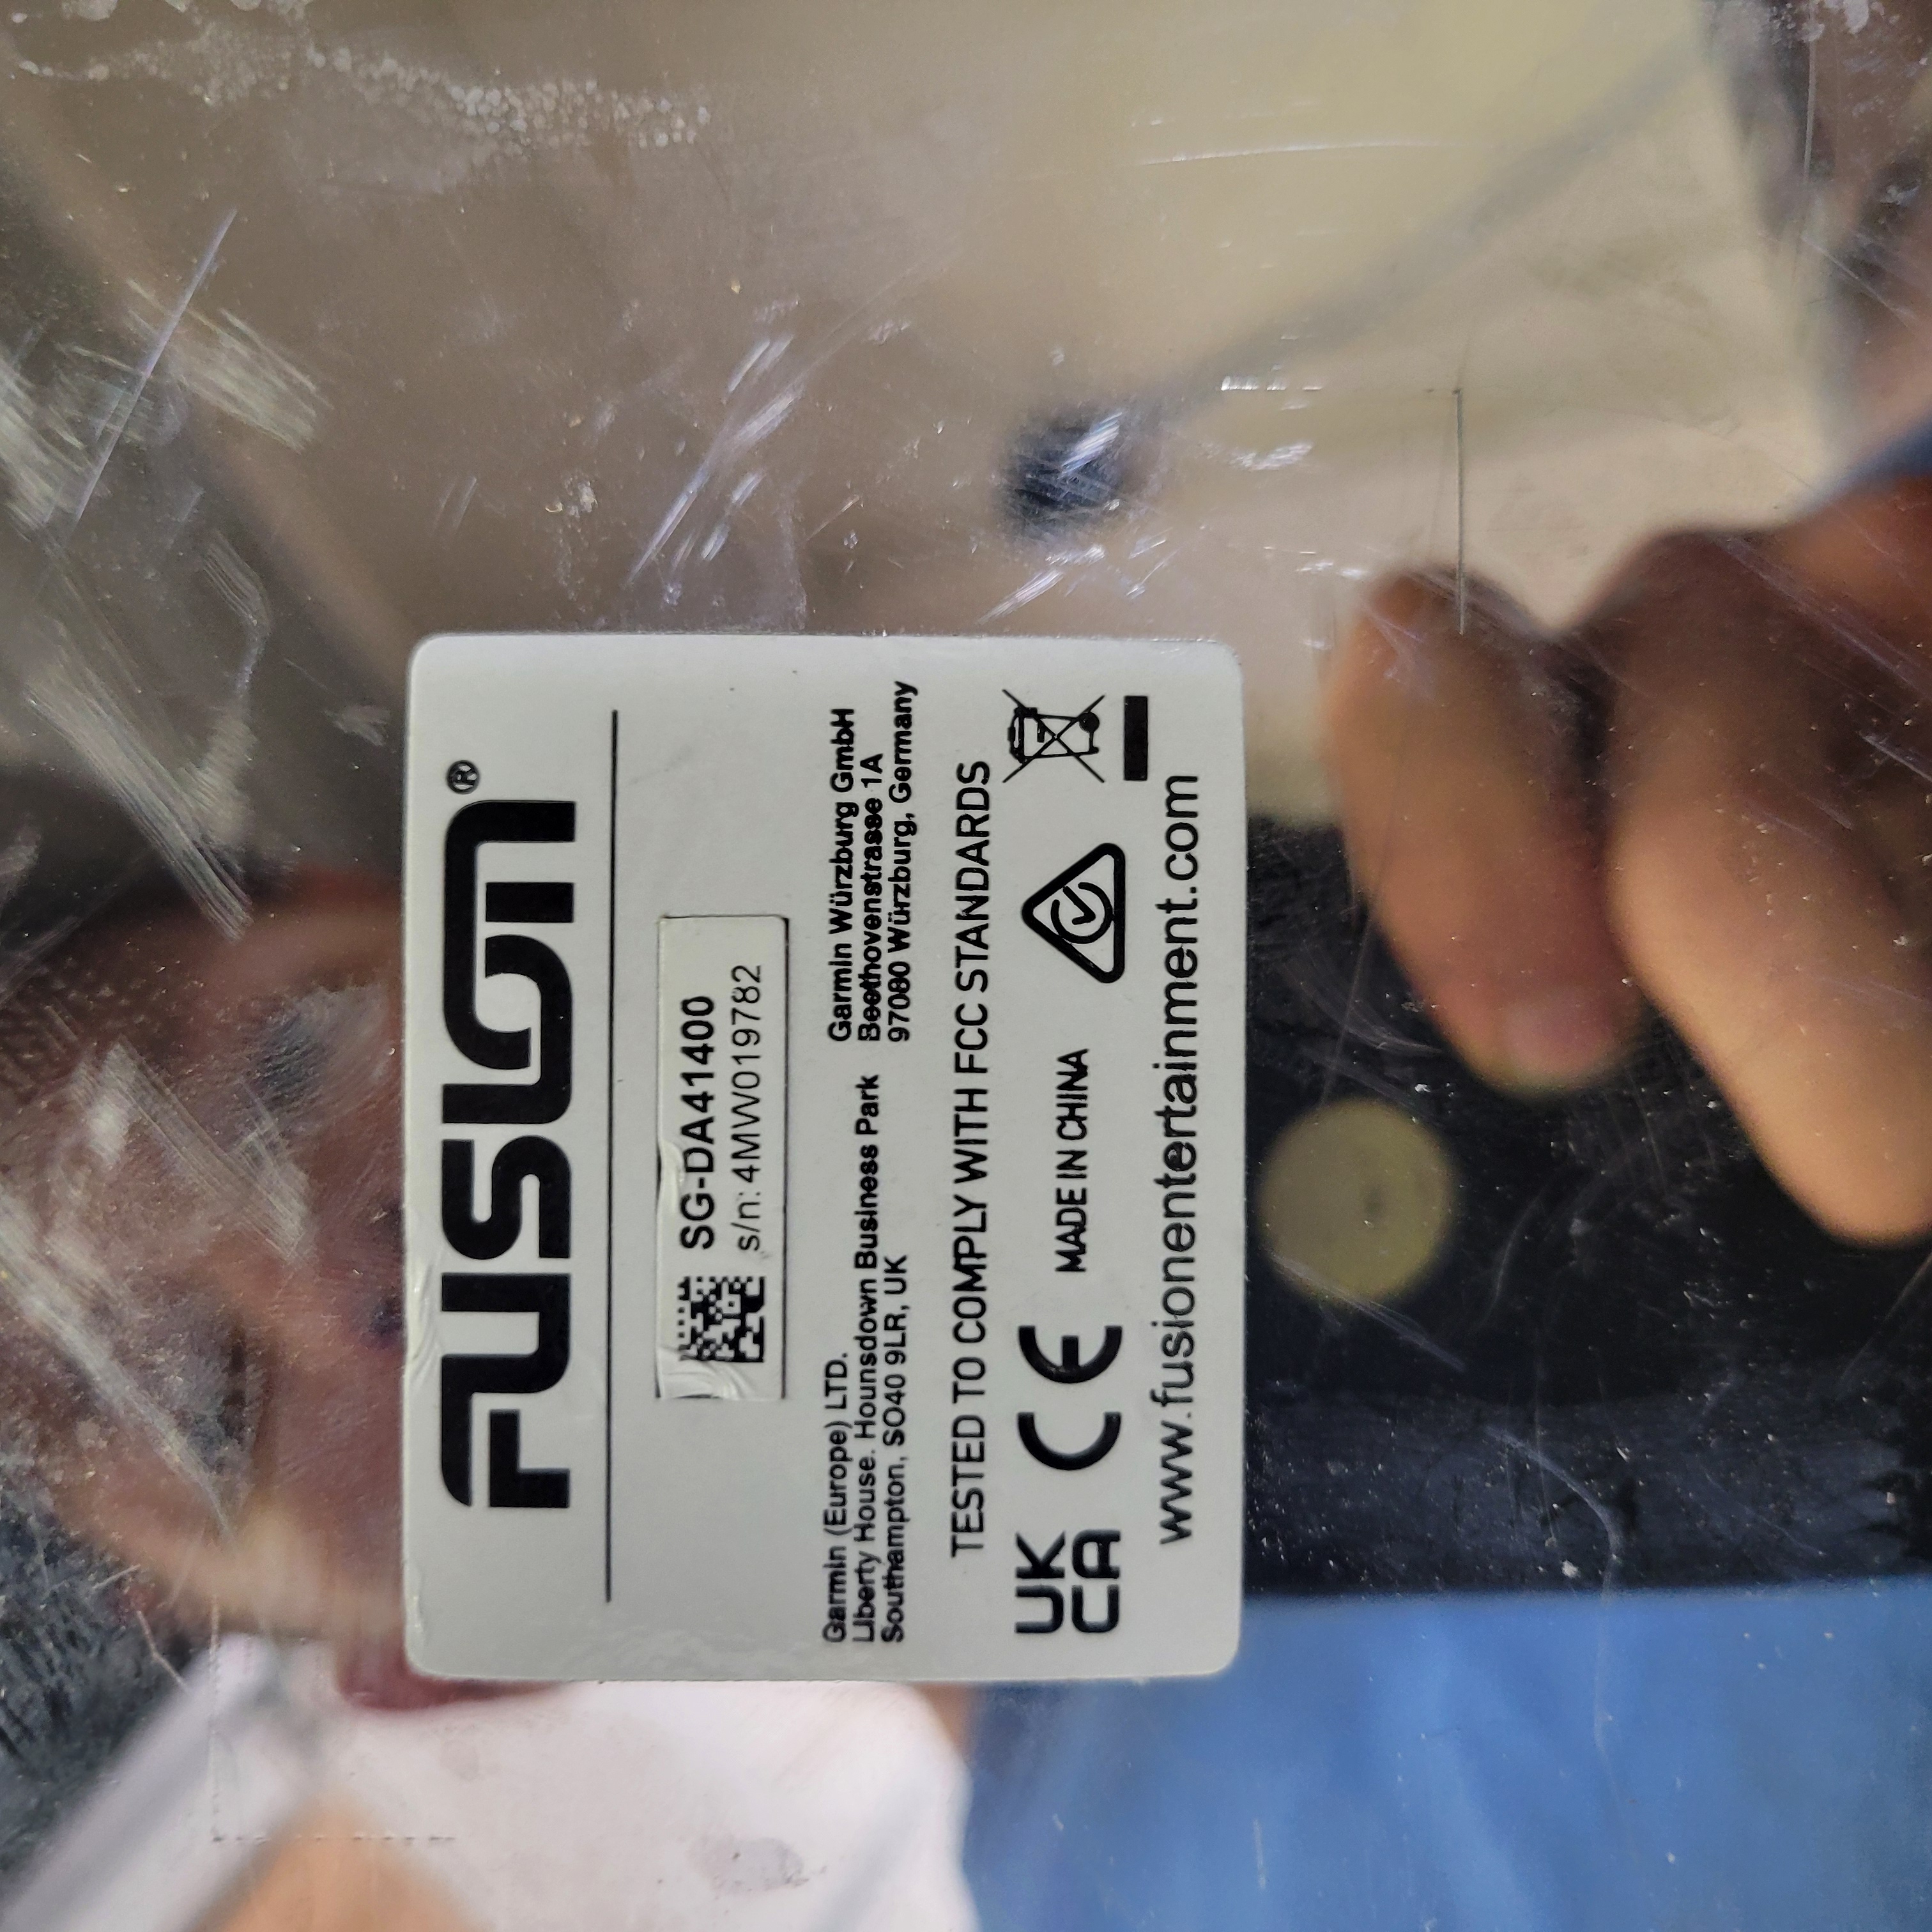 FUSION®
SG-DA41400
s/n:4MW019782
Garmin (Europe) LTD.
Liberty House. Hounsdown Business Park
Southampton, SO40 9LR, UK
Garmin Würzburg GmbH
Beethovenstrasse 1A
97080 Würzburg, Germany
TESTED TO COMPLY WITH FCC STANDARDS
UK
CA
CE
MADE IN CHINA
www.fusionentertainment.com